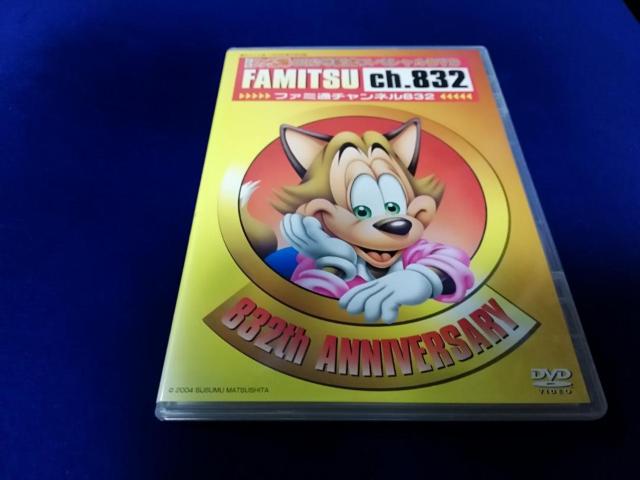 FAMITSU ch.832
ファミ通チャンネル832
832th ANNIVERSARY
© 2004 SUSUMU MATSUSHITA
DVD
VIDEO